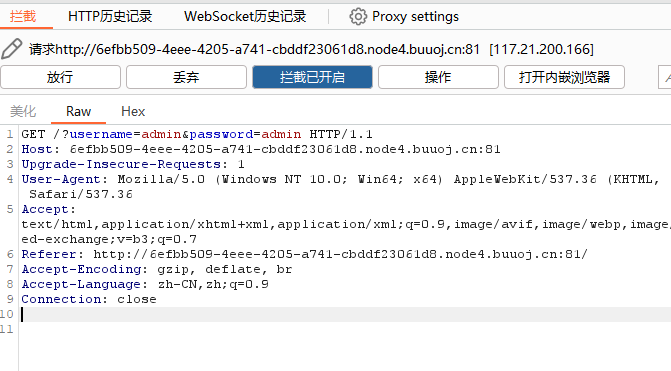 拦截 HTTP历史记录 WebSocket历史记录 Proxy settings
请求http://6efbb509-4eee-4205-a741-cbddf23061d8.node4.buuoj.cn:81 [117.21.200.166]
放行 丢弃 拦截已开启 操作 打开内嵌浏览器
美化 Raw Hex
1 GET /?username=admin&password=admin HTTP/1.1
2 Host: 6efbb509-4eee-4205-a741-cbddf23061d8.node4.buuoj.cn:81
3 Upgrade-Insecure-Requests: 1
4 User-Agent: Mozilla/5.0 (Windows NT 10.0; Win64; x64) AppleWebKit/537.36 (KHTML,
Safari/537.36
5 Accept:
text/html,application/xhtml+xml,application/xml;q=0.9,image/avif,image/webp,image/
ed-exchange;v=b3;q=0.7
6 Referer: http://6efbb509-4eee-4205-a741-cbddf23061d8.node4.buuoj.cn:81/
7 Accept-Encoding: gzip, deflate, br
8 Accept-Language: zh-CN,zh;q=0.9
9 Connection: close
10
11